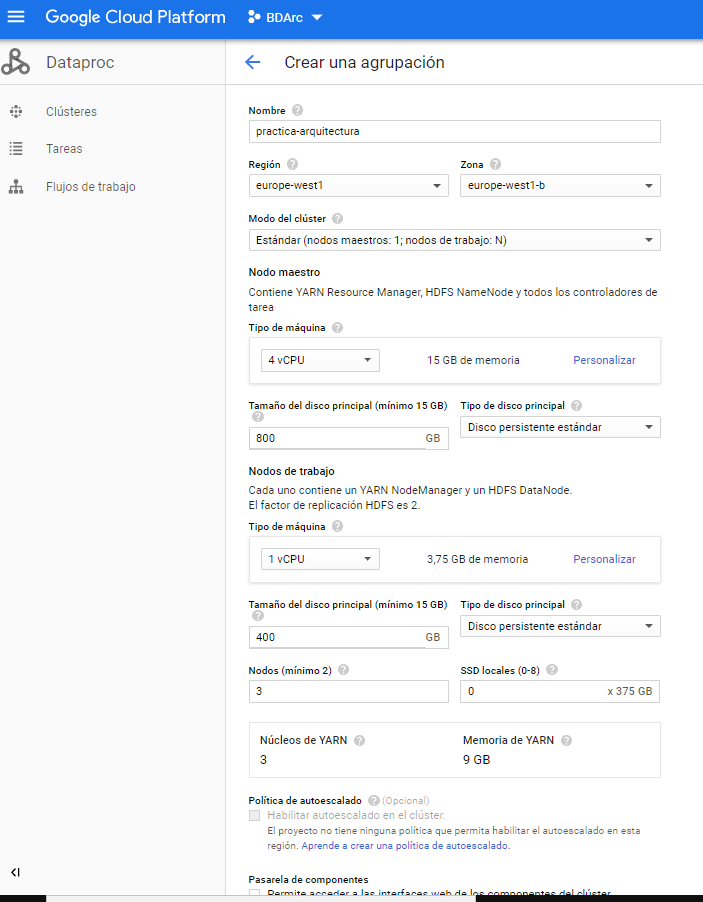 Google Cloud Platform BDArc
Dataproc
Crear una agrupación
Clústeres
Tareas
Flujos de trabajo
Nombre
practica-arquitectura
Región Zona
europe-west1 europe-west1-b
Modo del clúster
Estándar (nodos maestros: 1; nodos de trabajo: N)
Nodo maestro
Contiene YARN Resource Manager, HDFS NameNode y todos los controladores de
tarea
Tipo de máquina
4 vCPU 15 GB de memoria Personalizar
Tamaño del disco principal (mínimo 15 GB) Tipo de disco principal
800 GB Disco persistente estándar
Nodos de trabajo
Cada uno contiene un YARN NodeManager y un HDFS DataNode.
El factor de replicación HDFS es 2.
Tipo de máquina
1 vCPU 3,75 GB de memoria Personalizar
Tamaño del disco principal (mínimo 15 GB) Tipo de disco principal
400 GB Disco persistente estándar
Nodos (mínimo 2) SSD locales (0-8)
3 0 x 375 GB
Núcleos de YARN Memoria de YARN
3 9 GB
Política de autoescalado (Opcional)
Habilitar autoescalado en el clúster.
El proyecto no tiene ninguna política que permita habilitar el autoescalado en esta
región. Aprende a crear una política de autoescalado.
Pasarela de componentes
Permite acceder a las interfaces web de los componentes del clúster